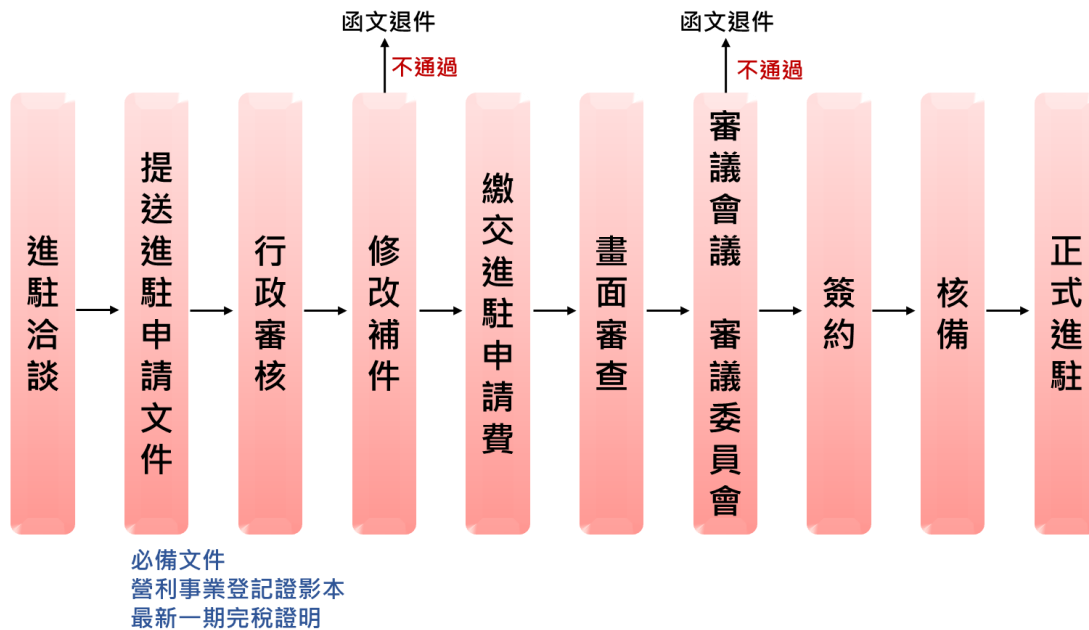 函文退件
不通過
函文退件
不通過
進駐洽談
提送進駐申請文件
行政審核
修改補件
繳交進駐申請費
畫面審查
審議會議 審議委員會
簽約
核備
正式進駐
必備文件
營利事業登記證影本
最新一期完稅證明